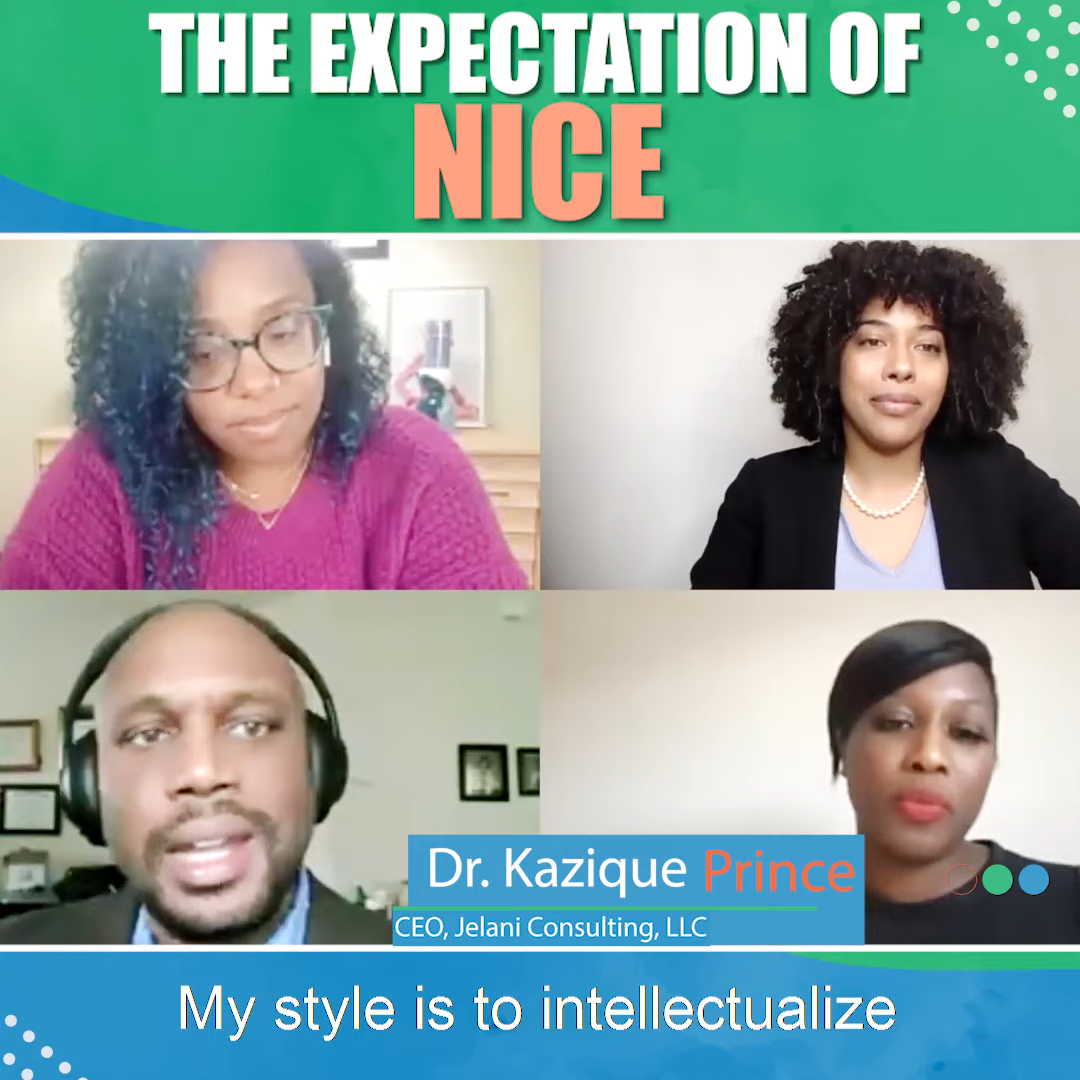 THE EXPECTATION OF
NICE
Dr. Kazique Prince
CEO, Jelani Consulting, LLC
My style is to intellectualize